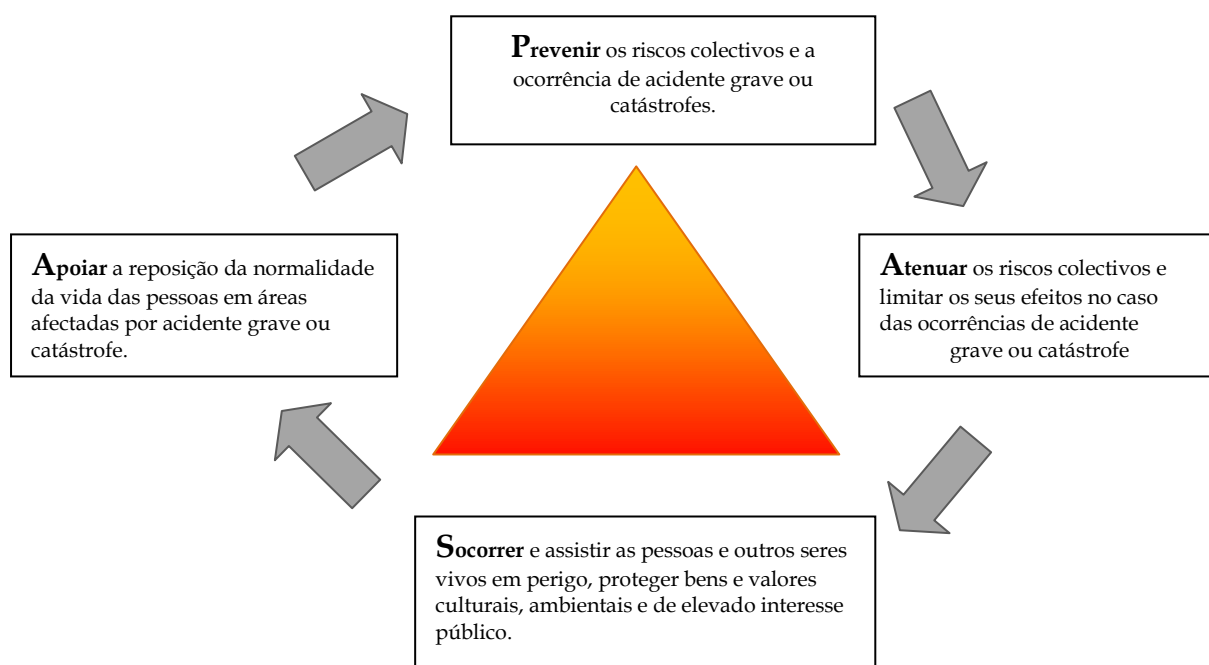 Prevenir os riscos colectivos e a
ocorrência de acidente grave ou
catástrofes.
Apoiar a reposição da normalidade
da vida das pessoas em áreas
afectadas por acidente grave ou
catástrofe.
Atenuar os riscos colectivos e
limitar os seus efeitos no caso
das ocorrências de acidente
grave ou catástrofe
Socorrer e assistir as pessoas e outros seres
vivos em perigo, proteger bens e valores
culturais, ambientais e de elevado interesse
público.